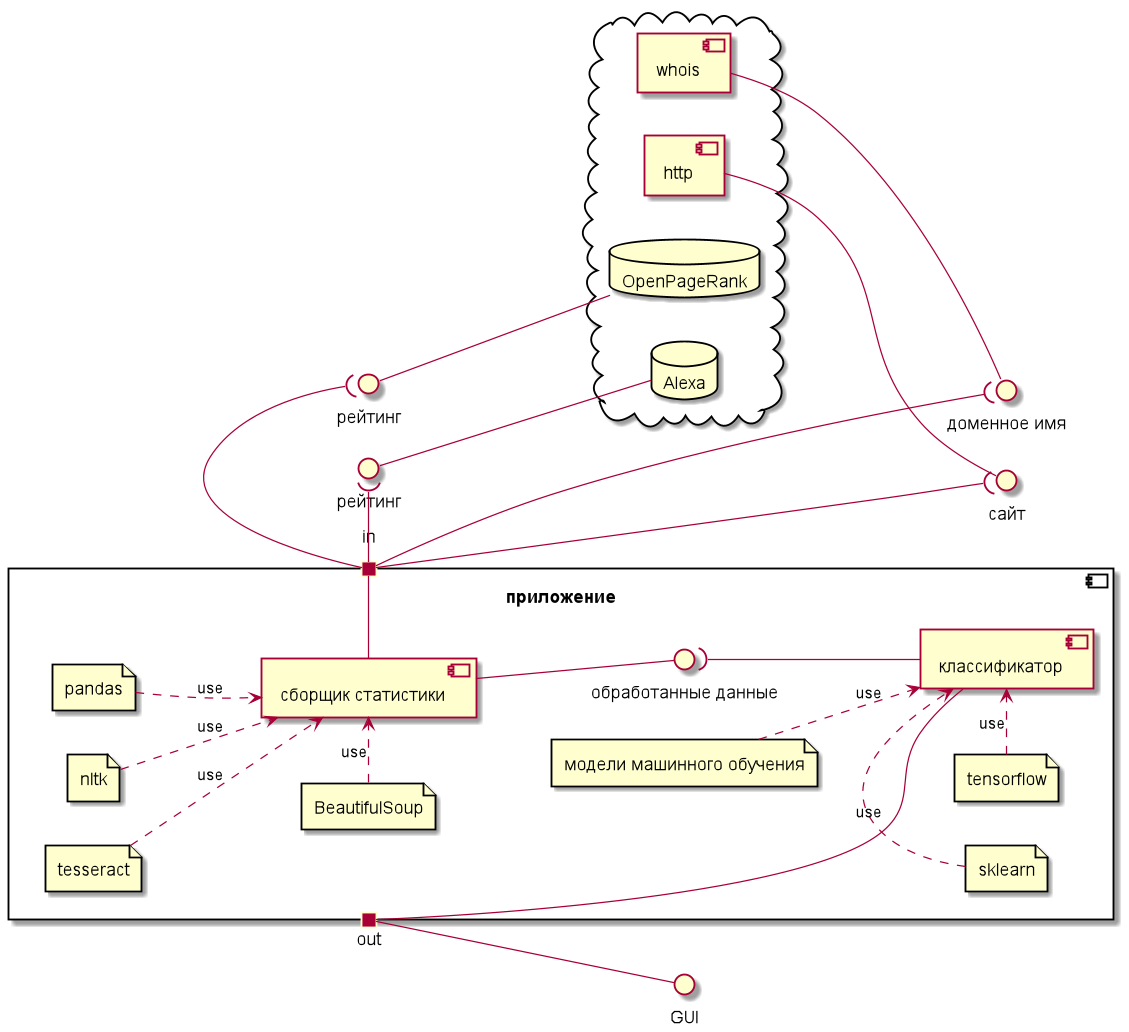 whois
http
OpenPageRank
Alexa
рейтинг
доменное имя
рейтинг
сайт
in
приложение
pandas
use
сборщик статистики
обработанные данные
классификатор
nltk
use
use
use
use
BeautifulSoup
модели машинного обучения
use
tensorflow
tesseract
use
sklearn
out
GUI